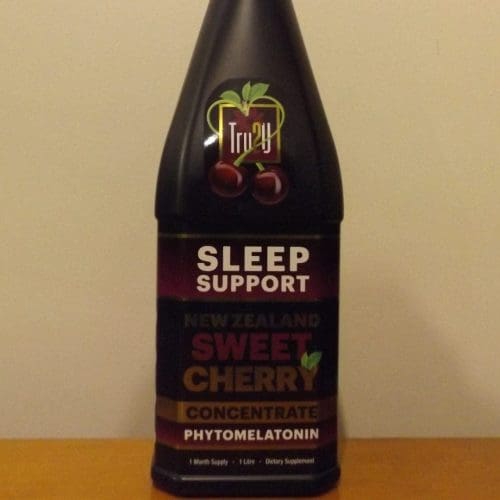 Tru2U
SLEEP
SUPPORT
NEW ZEALAND
SWEET
CHERRY
CONCENTRATE
PHYTOMELATONIN
1 Month Supply · 1 Litre · Dietary Supplement